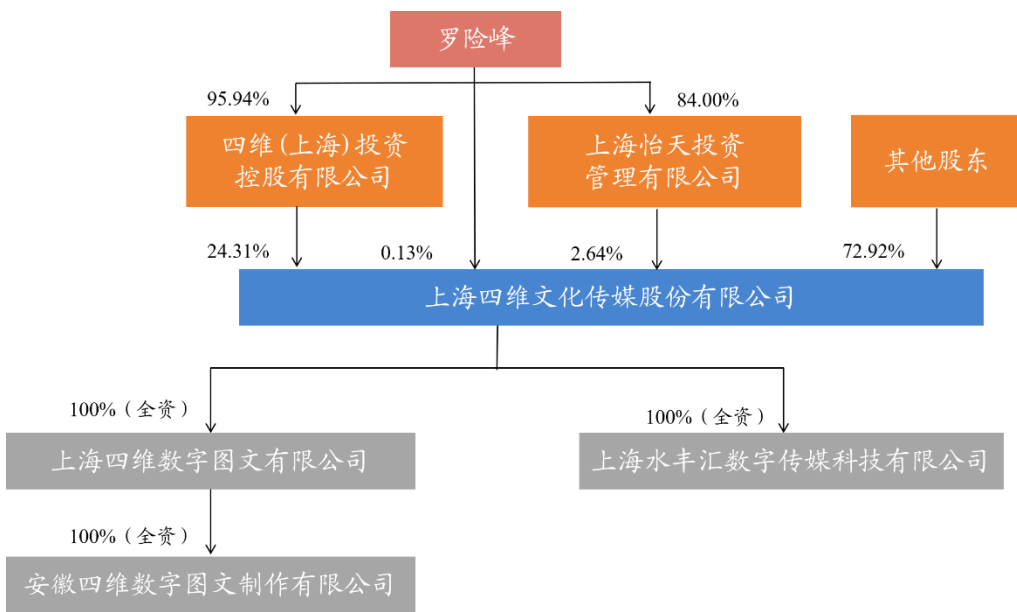 罗险峰
95.94%
84.00%
四维(上海)投资
控股有限公司
上海怡天投资
管理有限公司
其他股东
24.31%
0.13%
2.64%
72.92%
上海四维文化传媒股份有限公司
100%（全资）
100%（全资）
上海四维数字图文有限公司
上海水丰汇数字传媒科技有限公司
100%（全资）
安徽四维数字图文制作有限公司